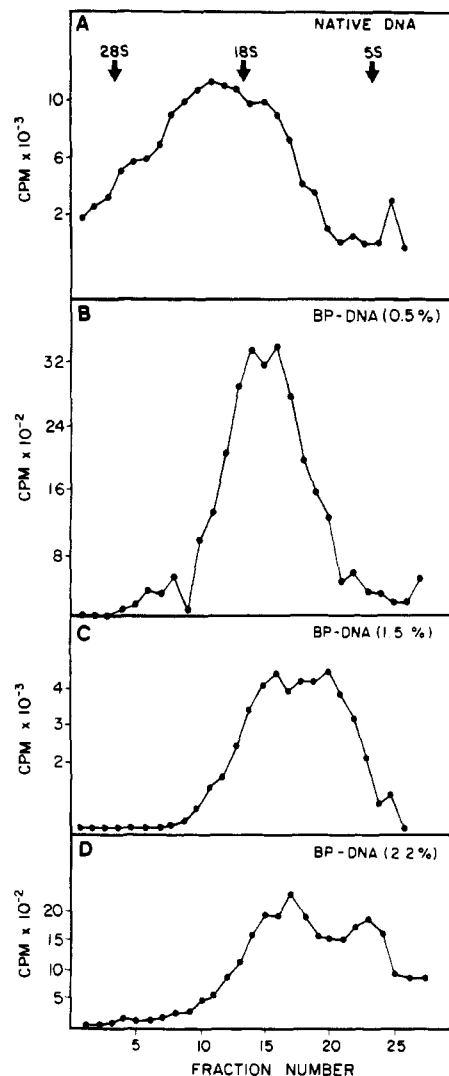 A
NATIVE DNA
28S 18S 5S
CPM x 10⁻³
10
6
2
B
BP-DNA (0.5%)
CPM x 10⁻²
32
24
16
8
C
BP-DNA (1.5%)
CPM x 10⁻³
4
3
2
D
BP-DNA (2.2%)
CPM x 10⁻²
20
15
10
5
5 10 15 20 25
FRACTION NUMBER